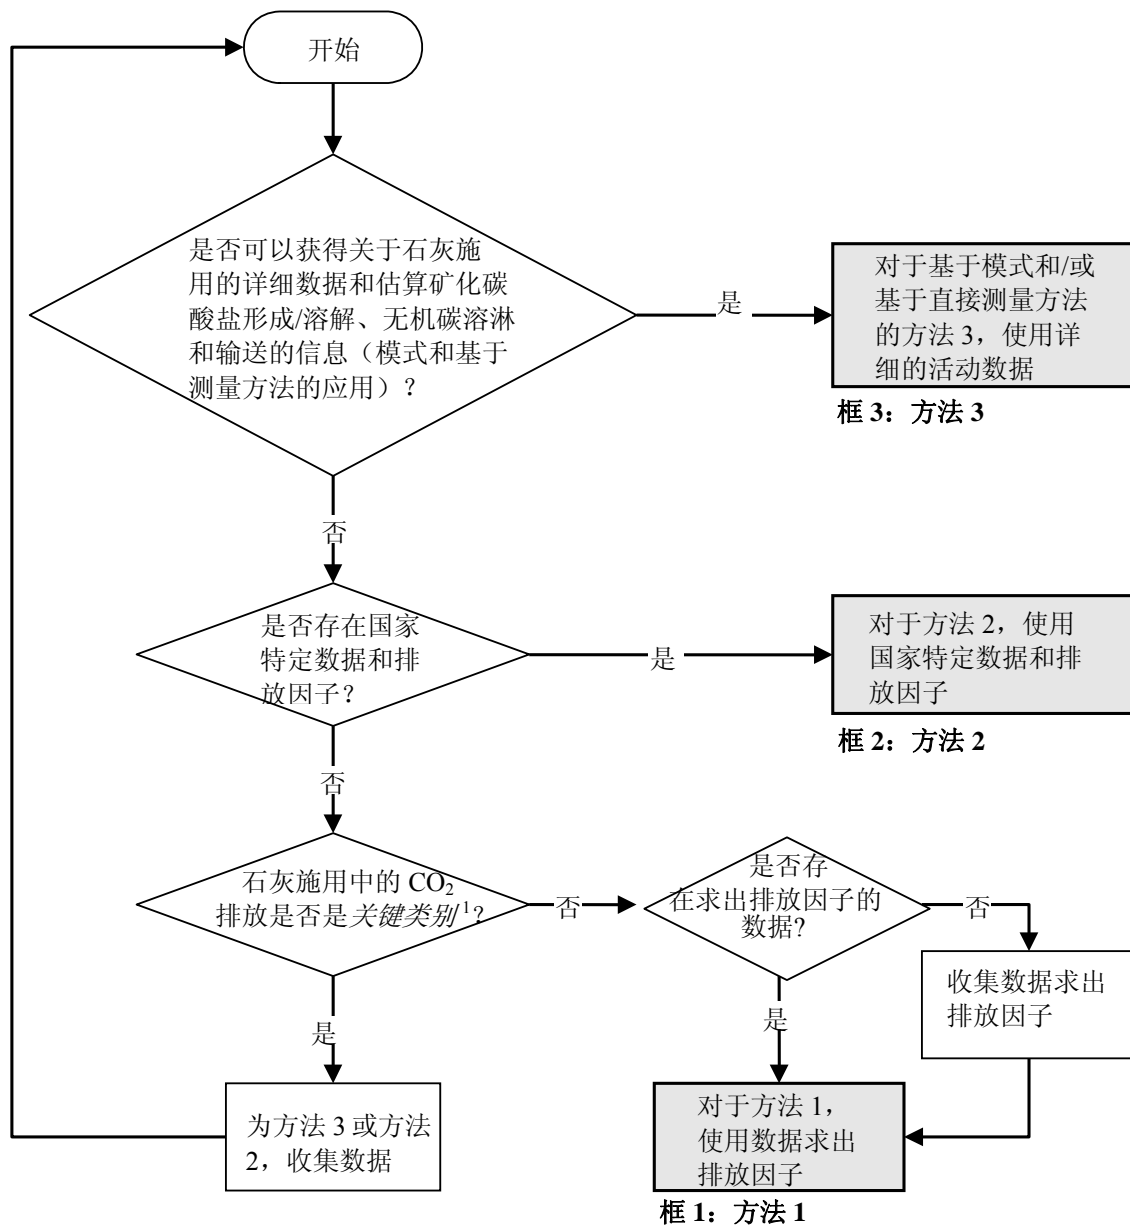 开始
是否可以获得关于石灰施
用的详细数据和估算矿化碳
酸盐形成/溶解、无机碳溶淋
和输送的信息（模式和基于
测量方法的应用）？
是
对于基于模式和/或
基于直接测量方法
的方法 3，使用详
细的活动数据
框 3：方法 3
否
是否存在国家
特定数据和排
放因子？
是
对于方法 2，使用
国家特定数据和排
放因子
框 2：方法 2
否
石灰施用中的 CO₂
排放是否是关键类别¹？
否
是否存
在求出排放因子的
数据?
否
收集数据求出
排放因子
是
是
为方法 3 或方法
2，收集数据
对于方法 1，
使用数据求出
排放因子
框 1：方法 1